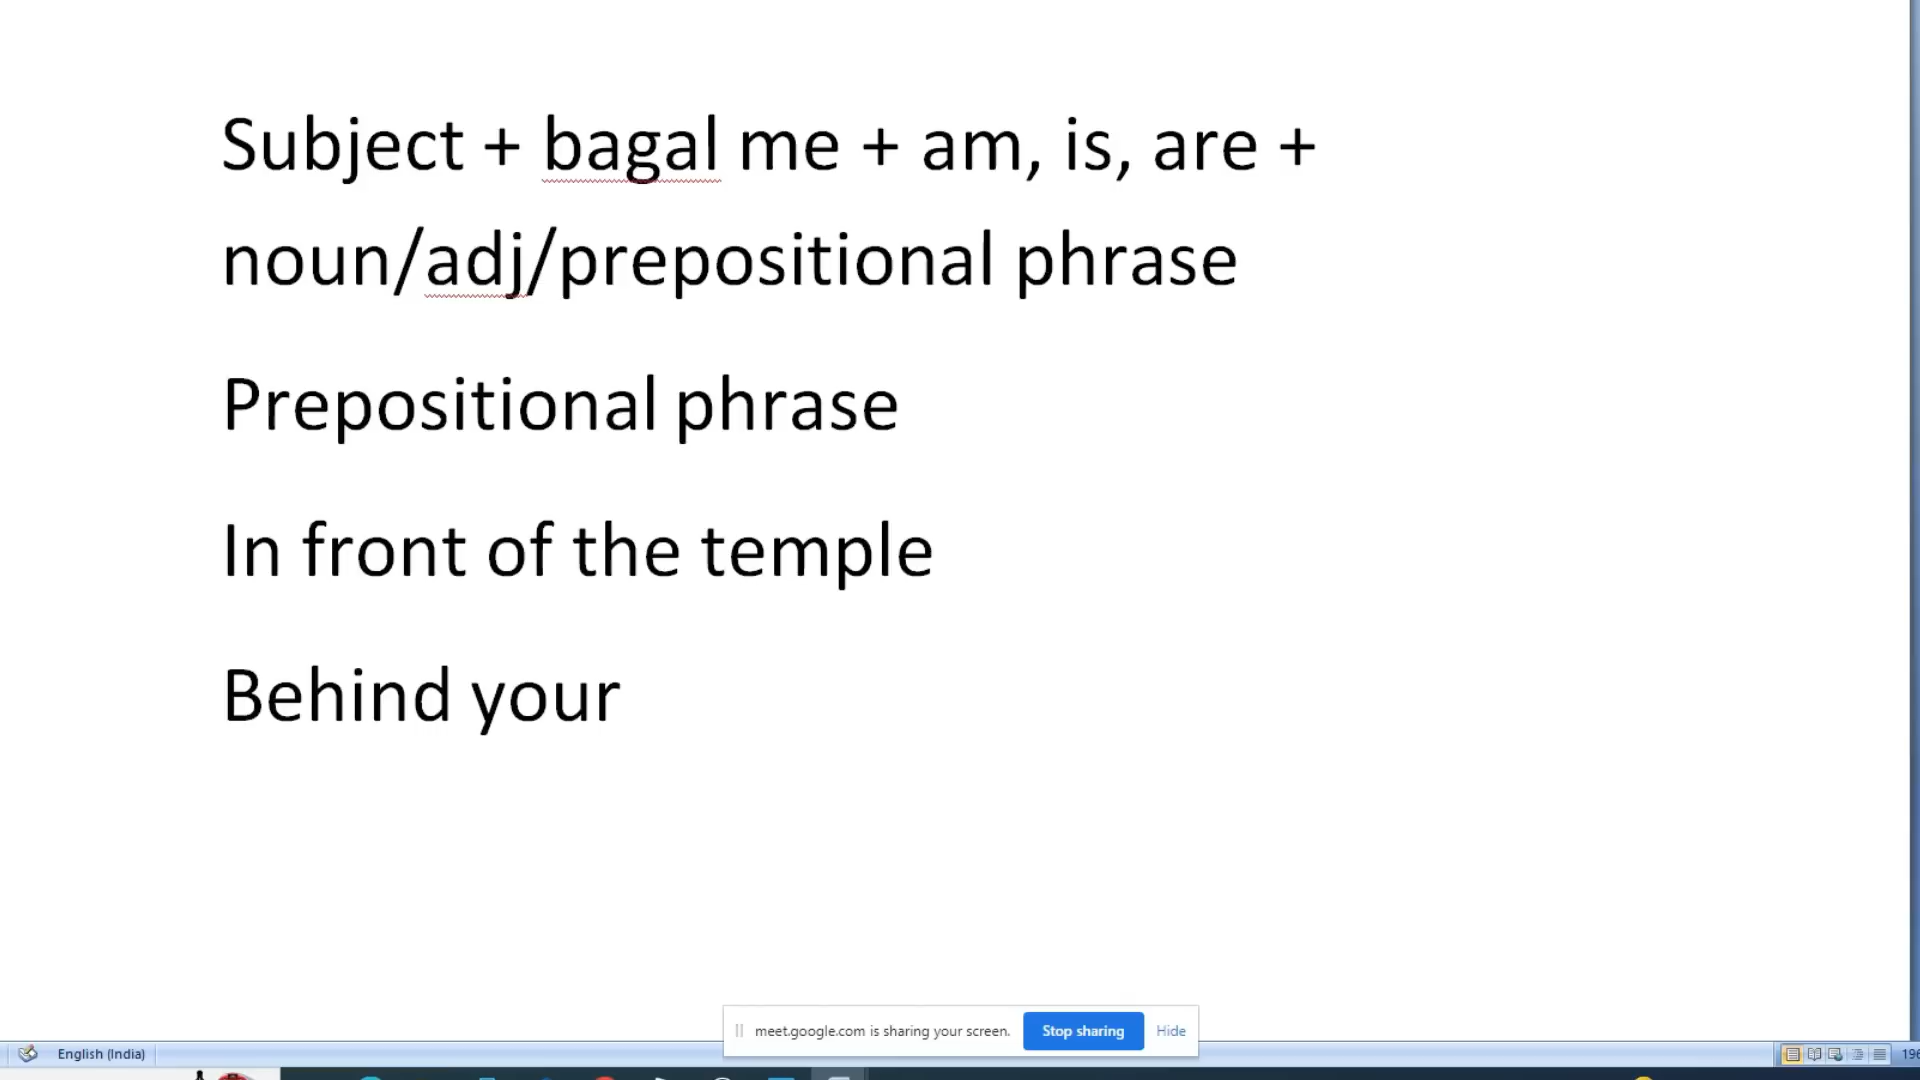 Subject + bagal me + am, is, are +
noun/adj/prepositional phrase
Prepositional phrase
In front of the temple
Behind your
meet.google.com is sharing your screen.
Stop sharing
Hide
English (India)